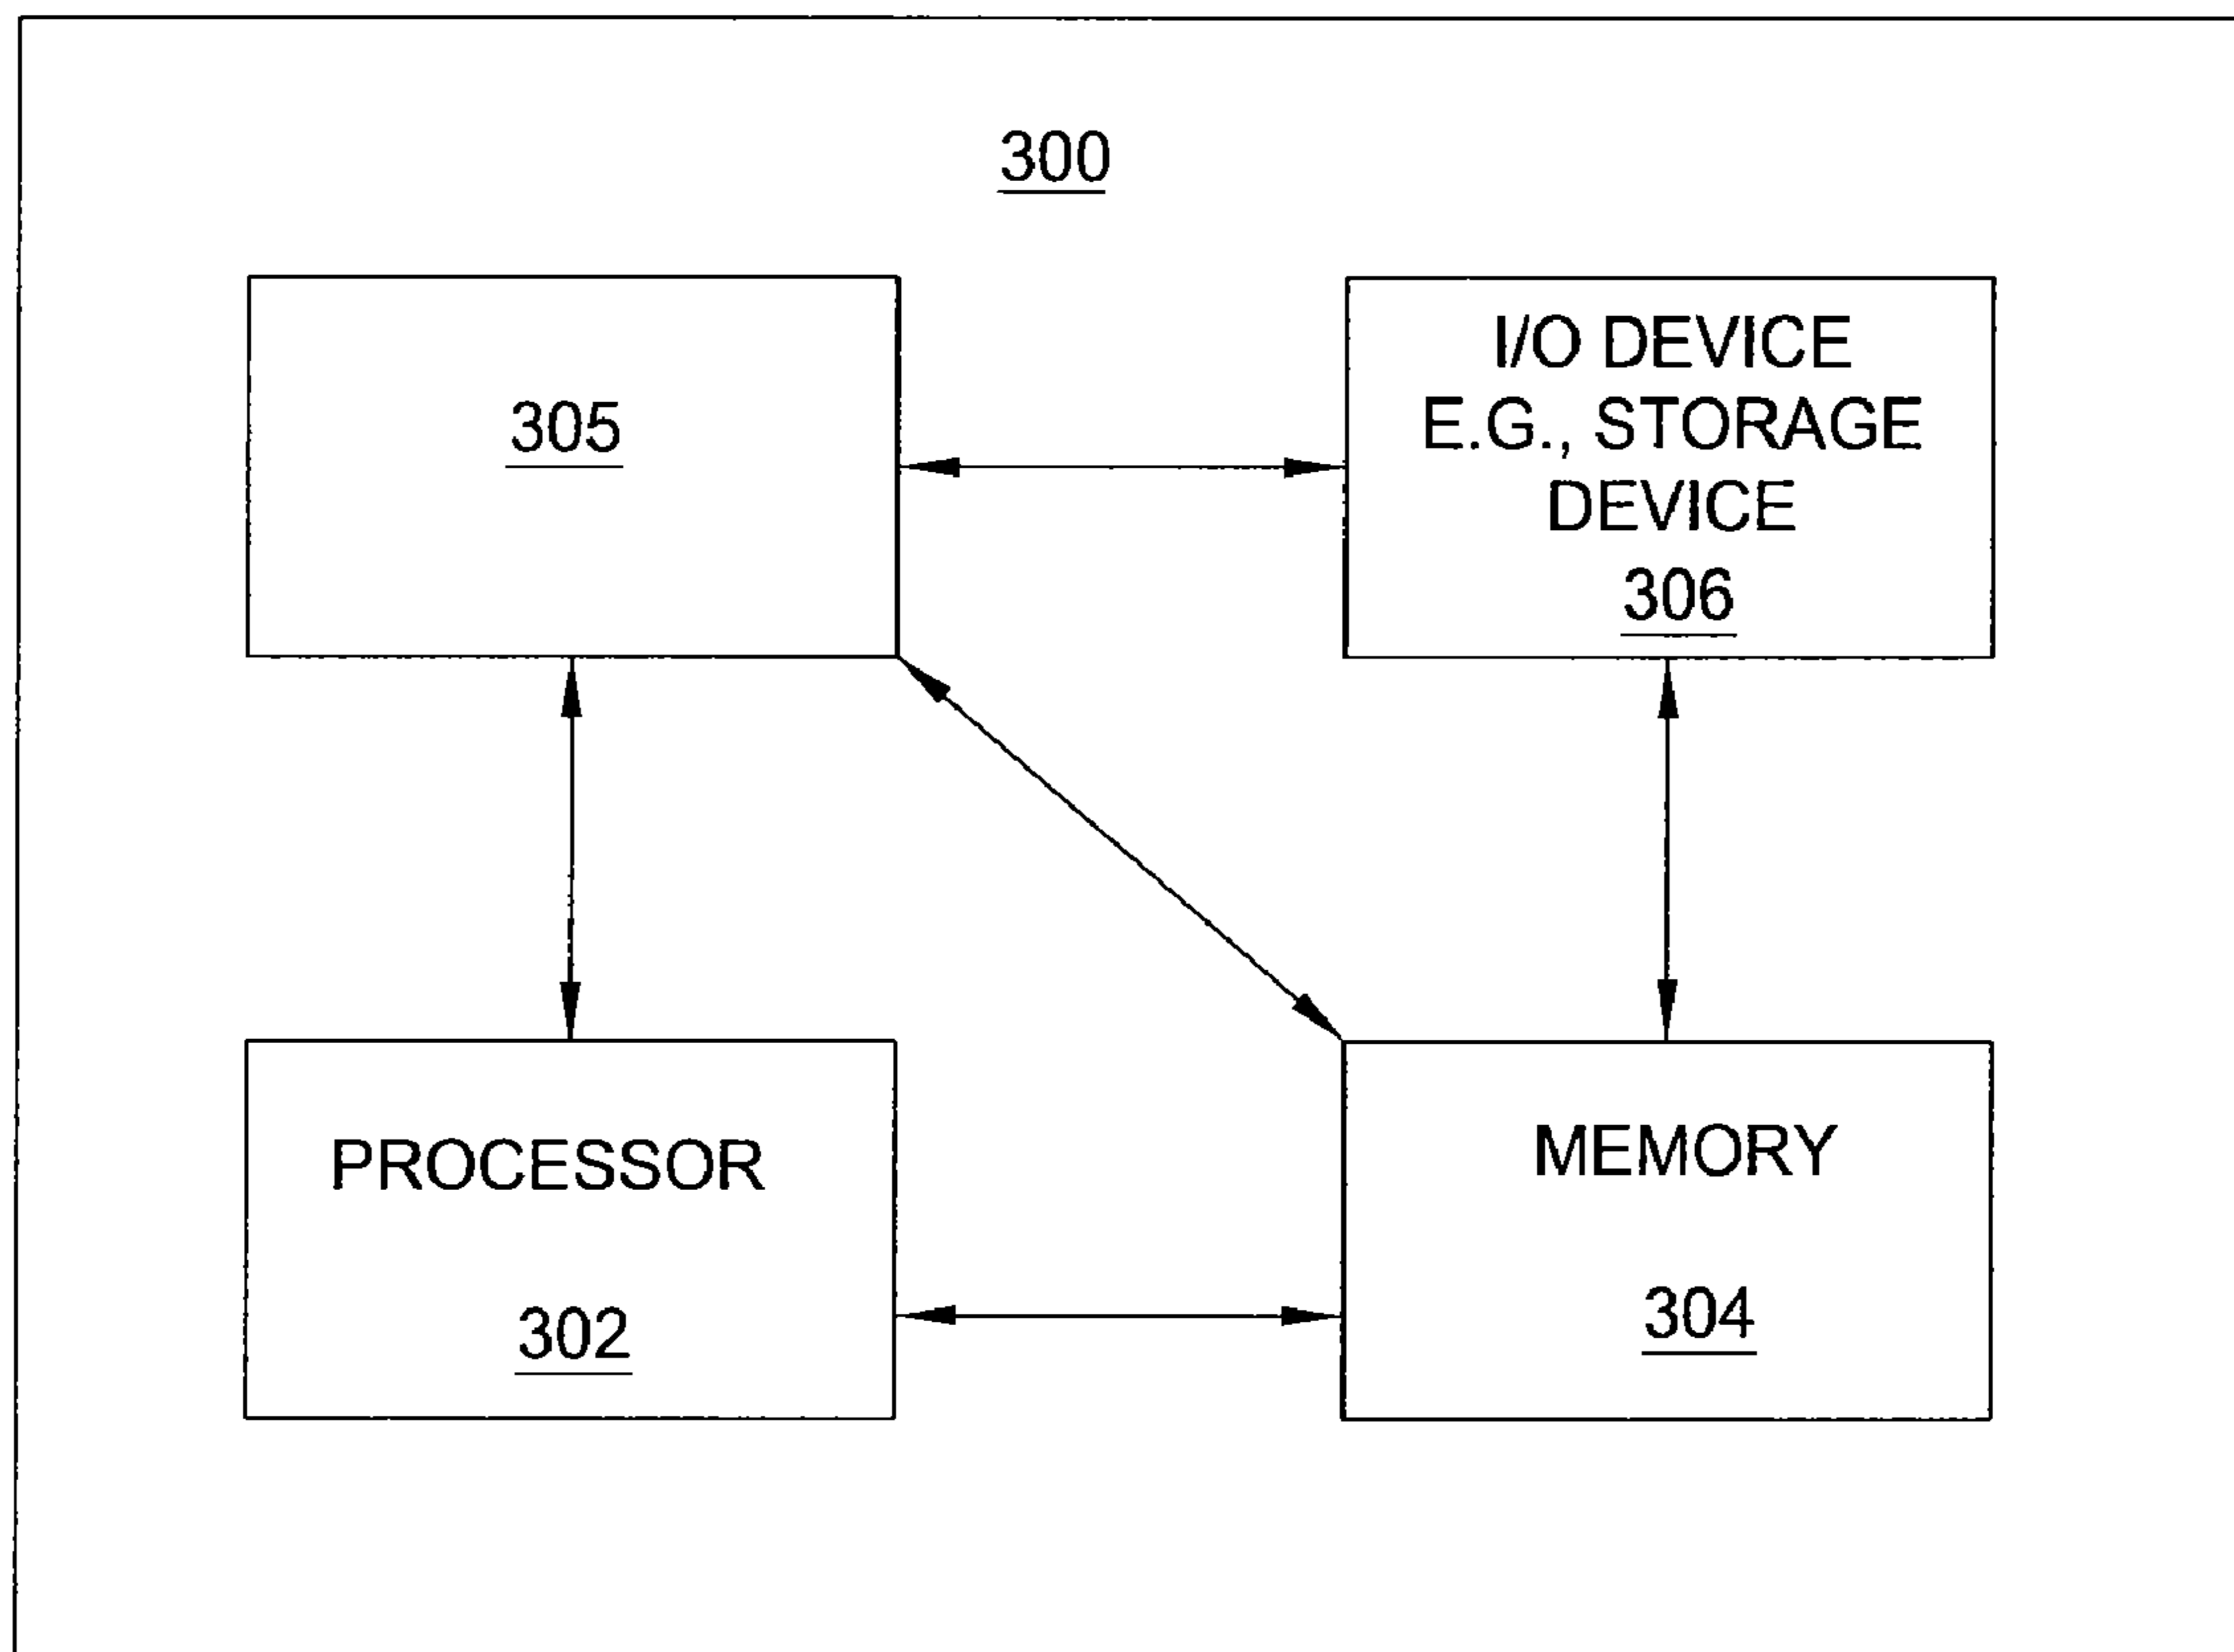 300
305
I/O DEVICE
E.G., STORAGE
DEVICE
306
PROCESSOR
302
MEMORY
304